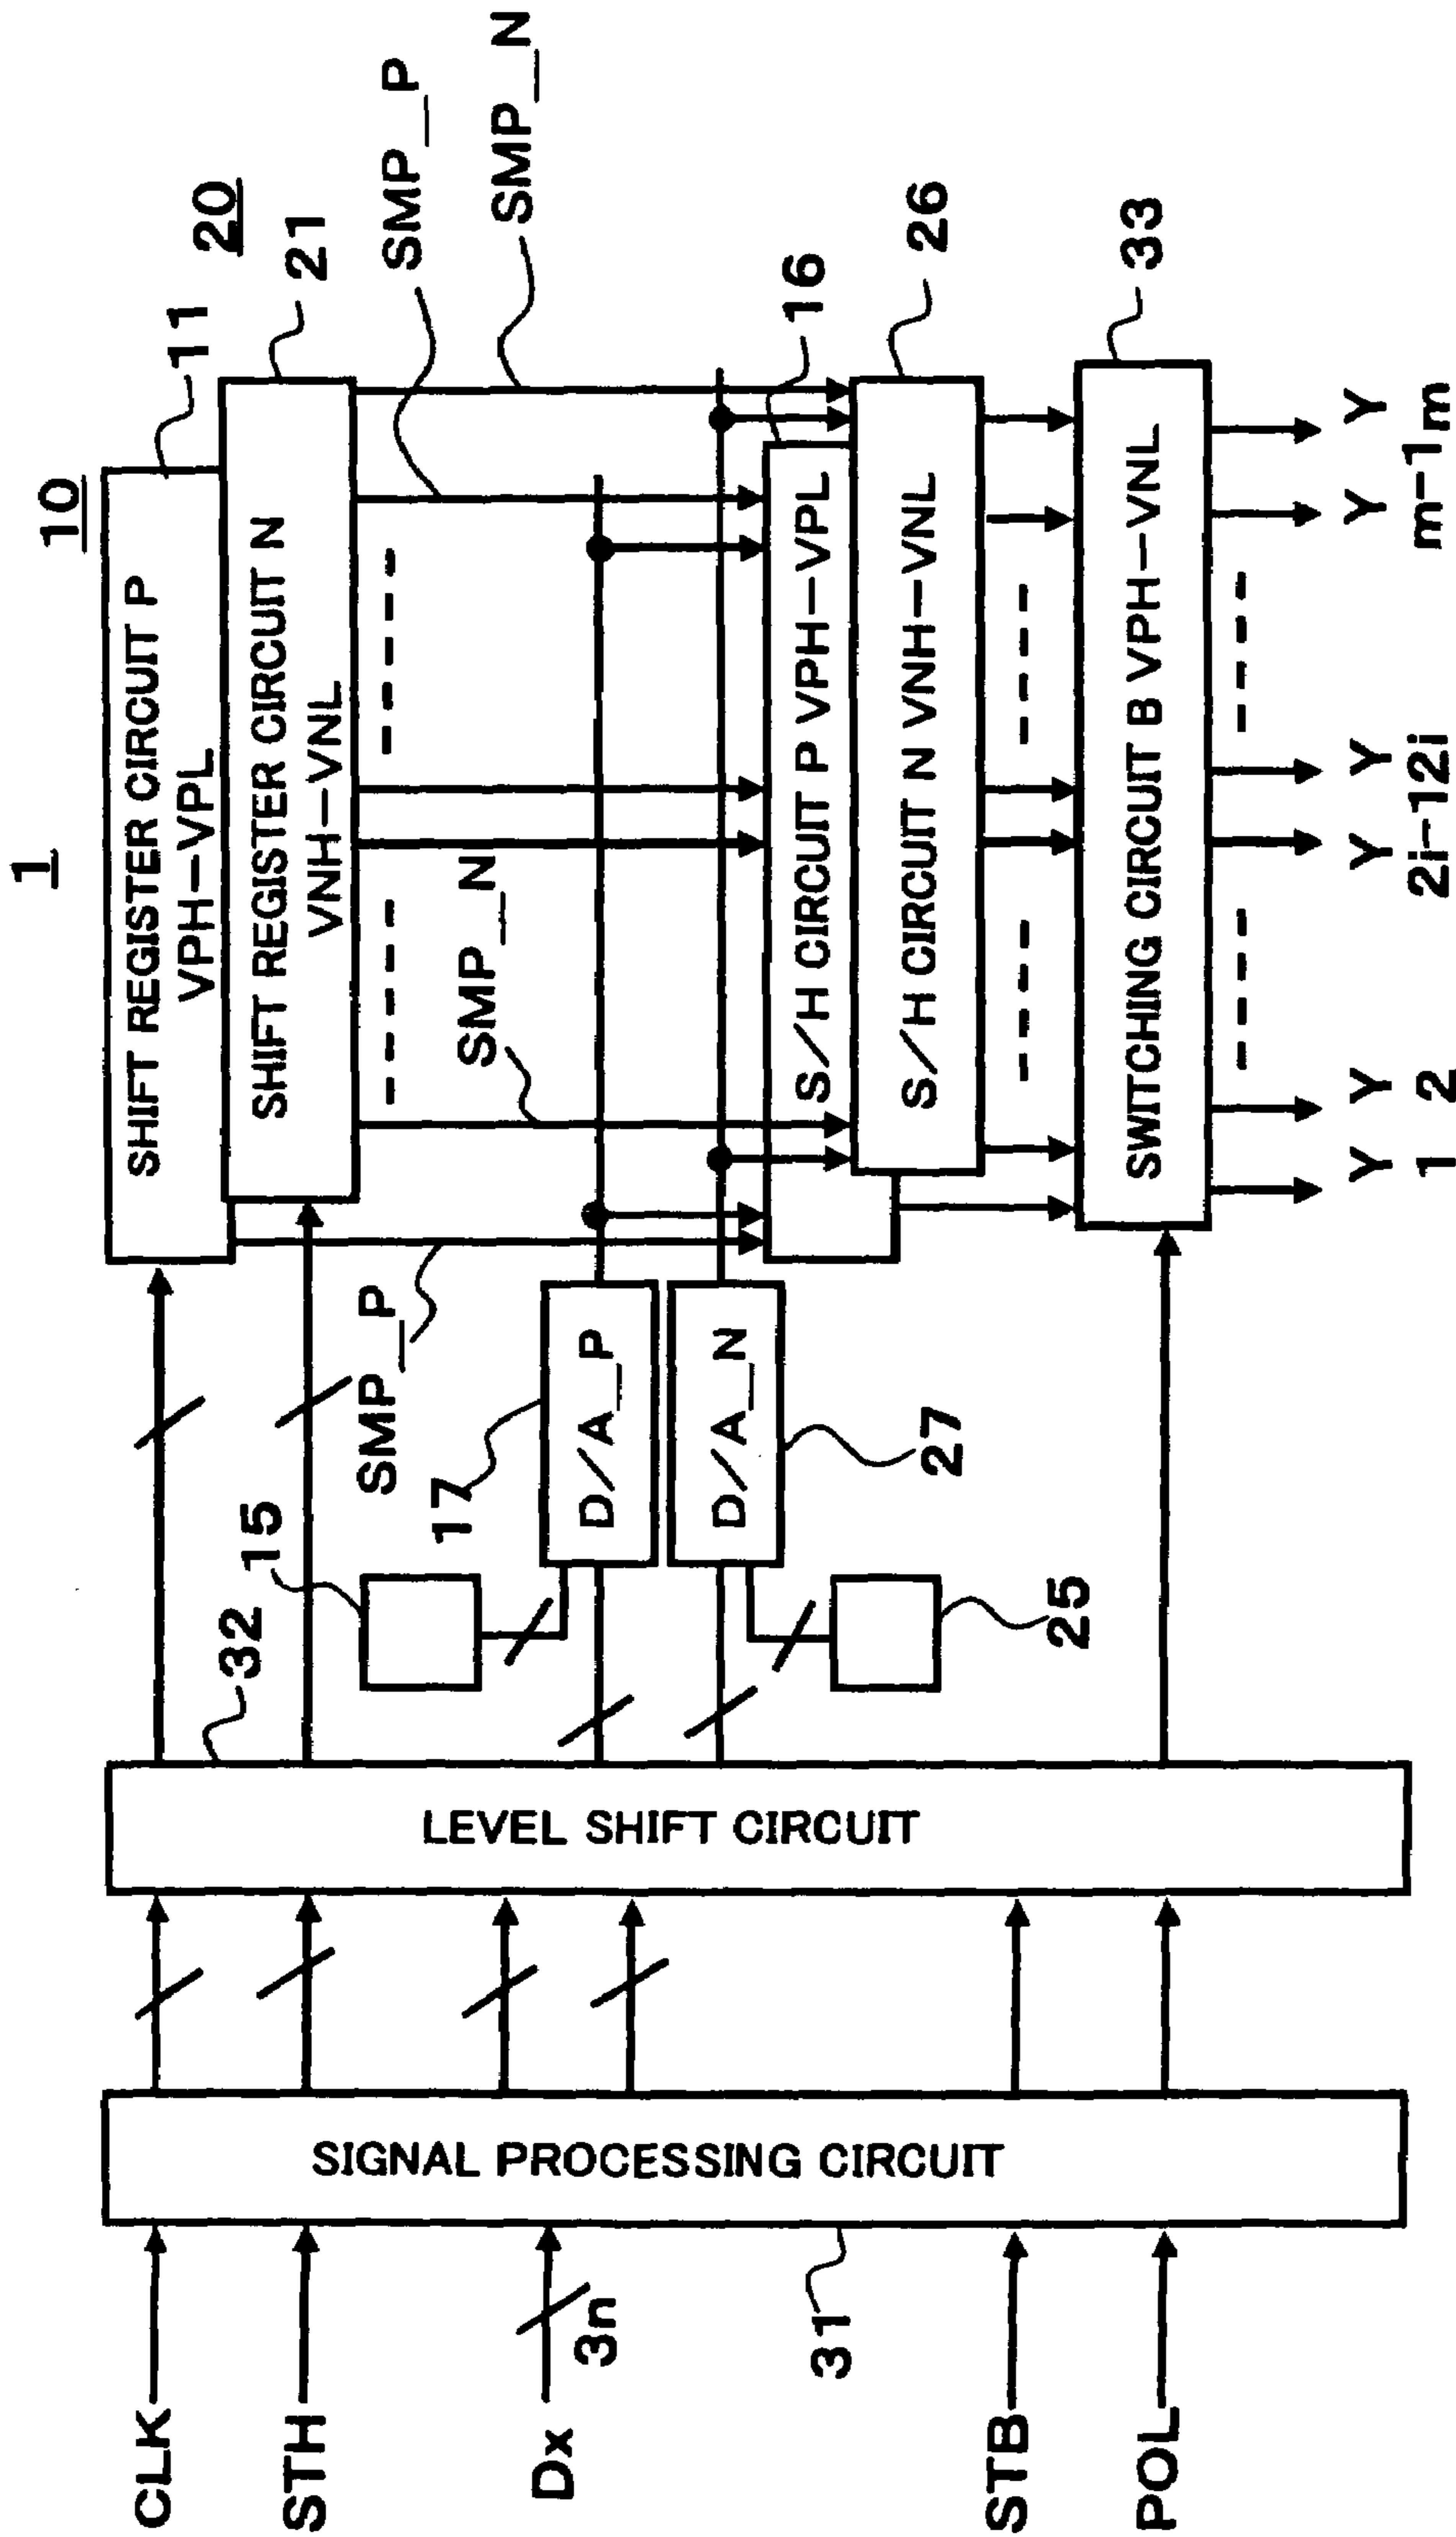 1
10
20
SHIFT REGISTER CIRCUIT P
VPH-VPL
11
SHIFT REGISTER CIRCUIT N
VNH-VNL
21
SMP_P
SMP_N
SMP_P
SMP_N
15
17
D/A_P
D/A_N
27
25
S/H CIRCUIT P VPH-VPL
16
S/H CIRCUIT N VNH-VNL
26
SWITCHING CIRCUIT B VPH-VNL
33
LEVEL SHIFT CIRCUIT
32
SIGNAL PROCESSING CIRCUIT
31
CLK
STH
Dx
3n
STB
POL
Y Y Y Y Y Y
1 2 2i-1 2i m-1 m